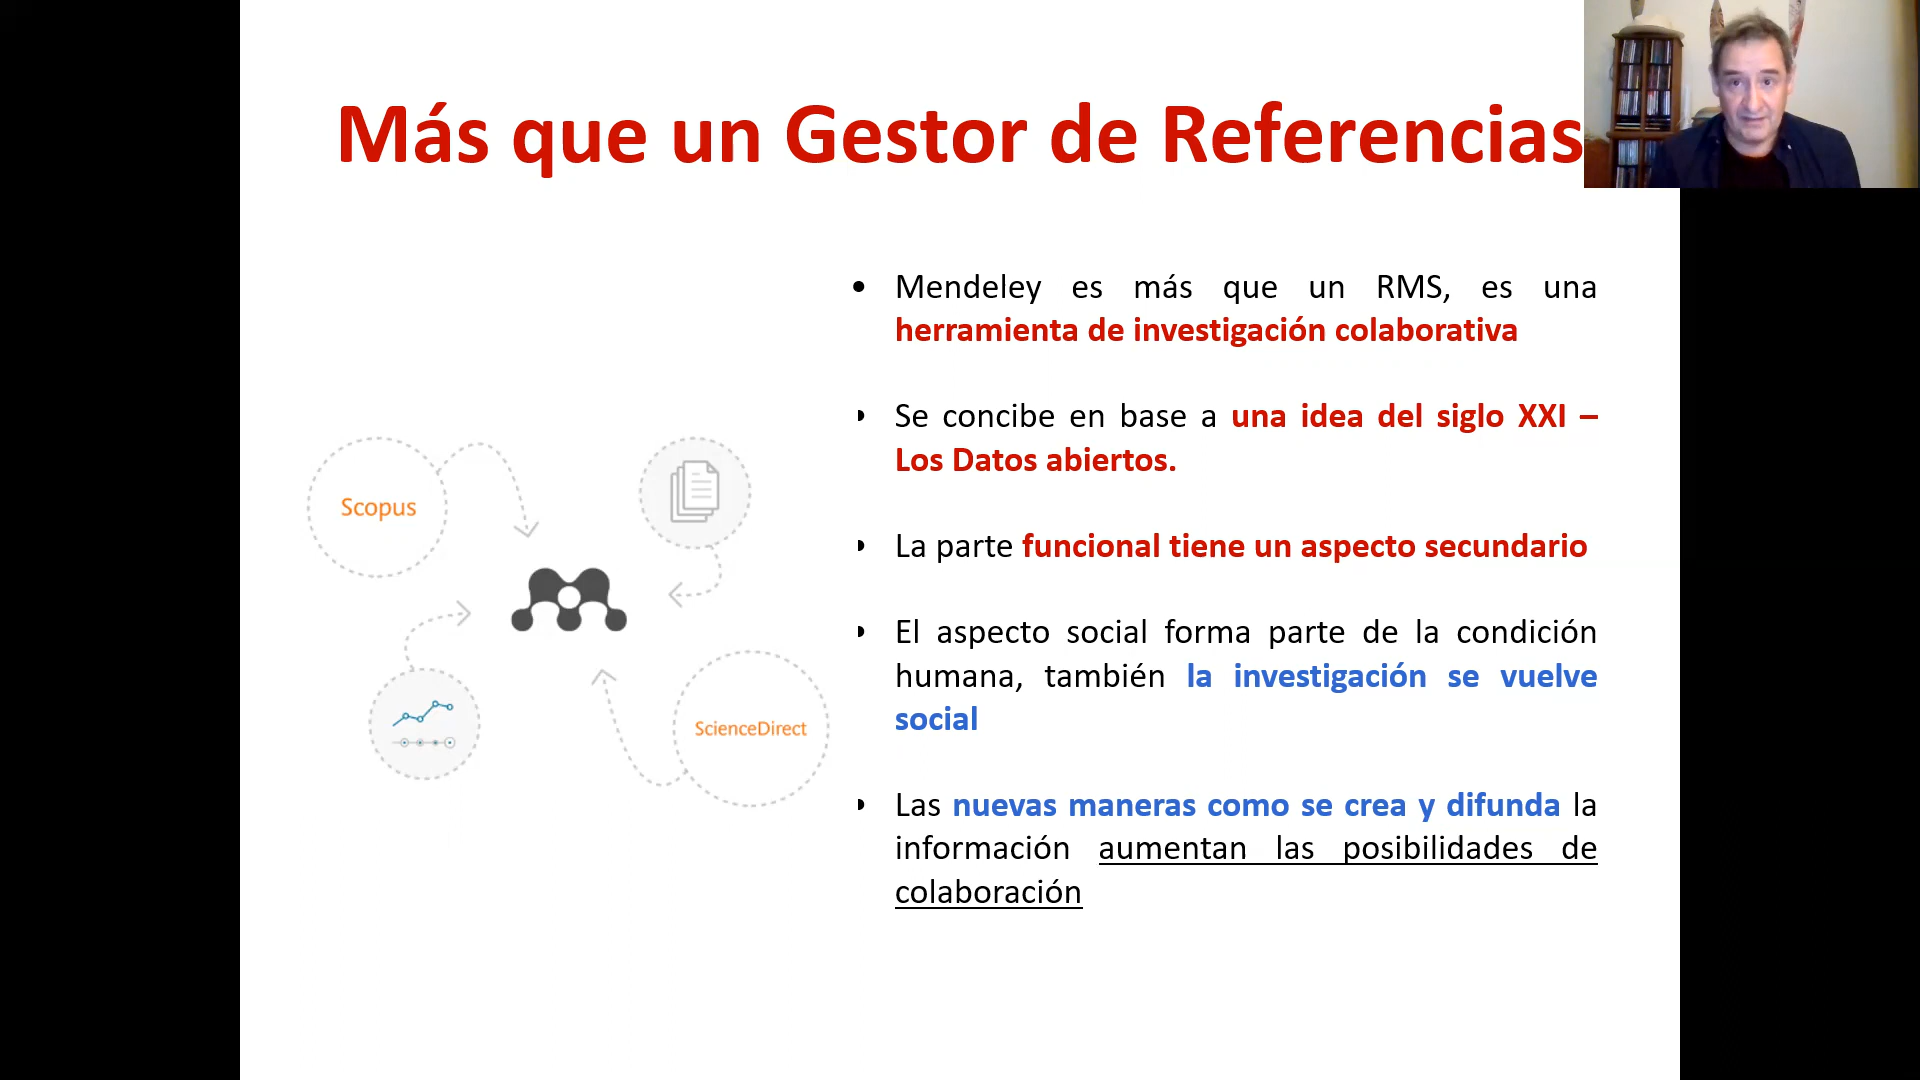 Más que un Gestor de Referencias
• Mendeley es más que un RMS, es una
herramienta de investigación colaborativa
• Se concibe en base a una idea del siglo XXI –
Los Datos abiertos.
• La parte funcional tiene un aspecto secundario
• El aspecto social forma parte de la condición
humana, también la investigación se vuelve
social
• Las nuevas maneras como se crea y difunda la
información aumentan las posibilidades de
colaboración
Scopus
ScienceDirect